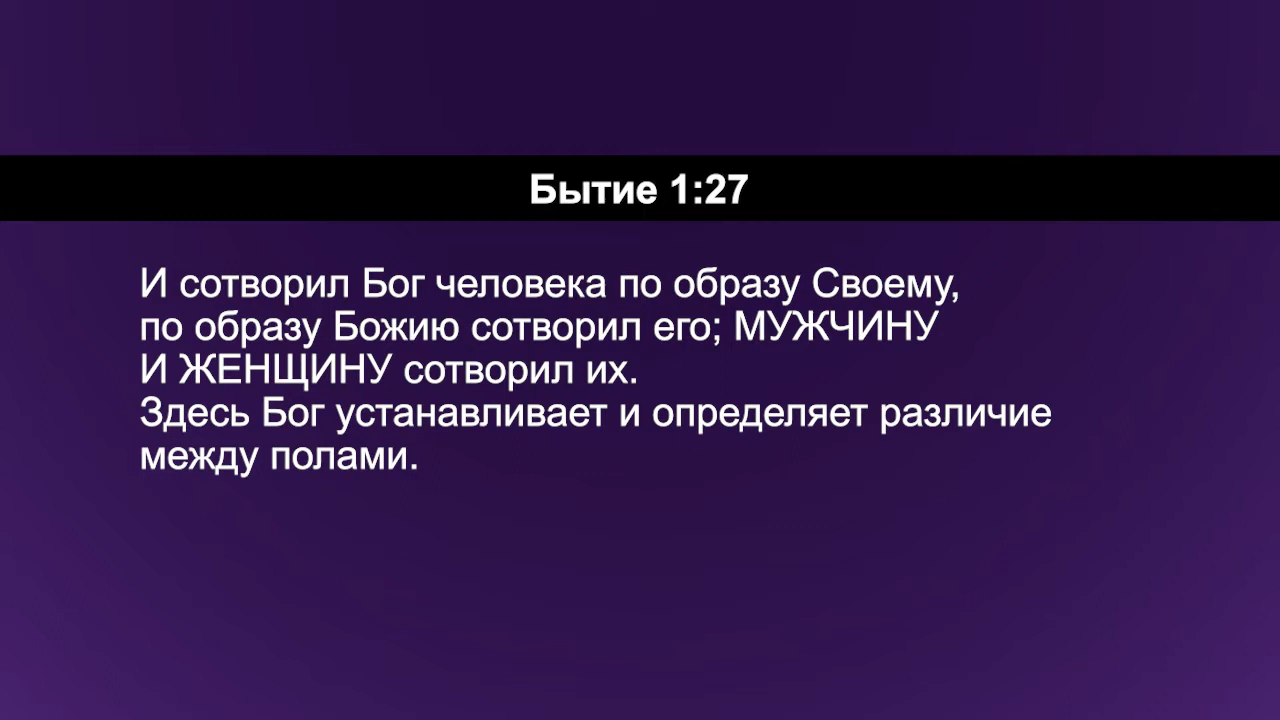 Бытие 1:27
И сотворил Бог человека по образу Своему,
по образу Божию сотворил его; МУЖЧИНУ
И ЖЕНЩИНУ сотворил их.
Здесь Бог устанавливает и определяет различие
между полами.